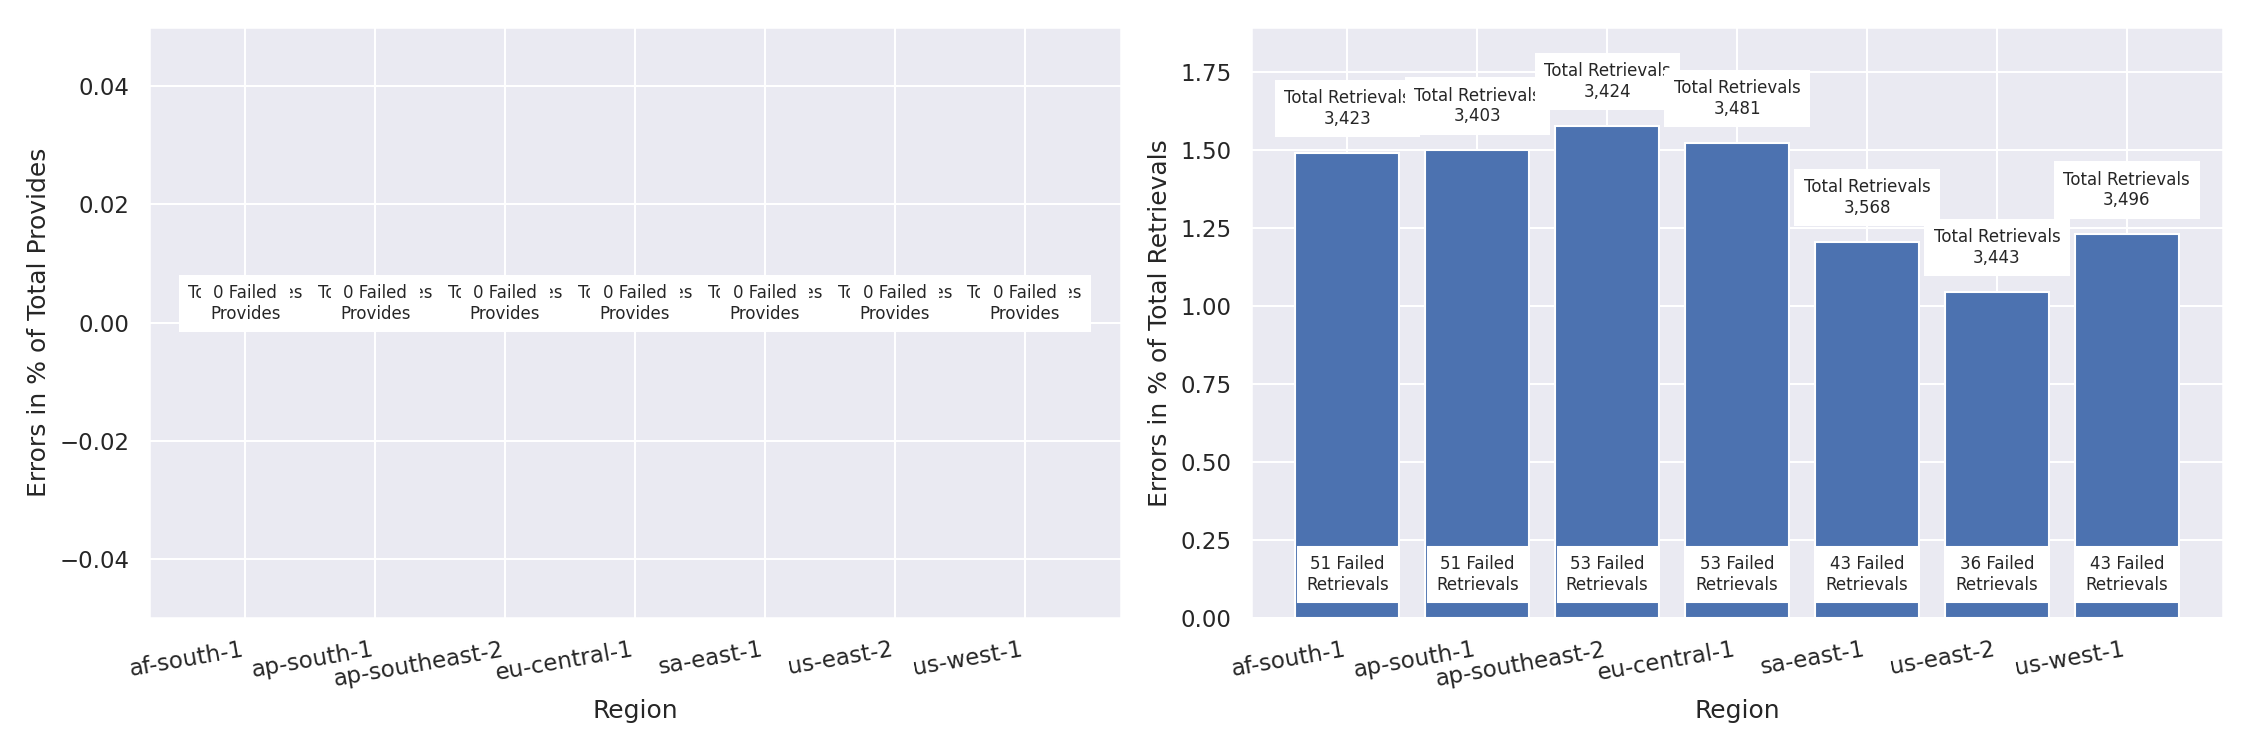 Errors in % of Total Provides
0.04
0.02
0.00
−0.02
−0.04
0 Failed
Provides
0 Failed
Provides
0 Failed
Provides
0 Failed
Provides
0 Failed
Provides
0 Failed
Provides
0 Failed
Provides
af-south-1
ap-south-1
ap-southeast-2
eu-central-1
sa-east-1
us-east-2
us-west-1
Region
Errors in % of Total Retrievals
1.75
1.50
1.25
1.00
0.75
0.50
0.25
0.00
Total Retrievals
3,423
Total Retrievals
3,403
Total Retrievals
3,424
Total Retrievals
3,481
Total Retrievals
3,568
Total Retrievals
3,443
Total Retrievals
3,496
51 Failed
Retrievals
51 Failed
Retrievals
53 Failed
Retrievals
53 Failed
Retrievals
43 Failed
Retrievals
36 Failed
Retrievals
43 Failed
Retrievals
af-south-1
ap-south-1
ap-southeast-2
eu-central-1
sa-east-1
us-east-2
us-west-1
Region